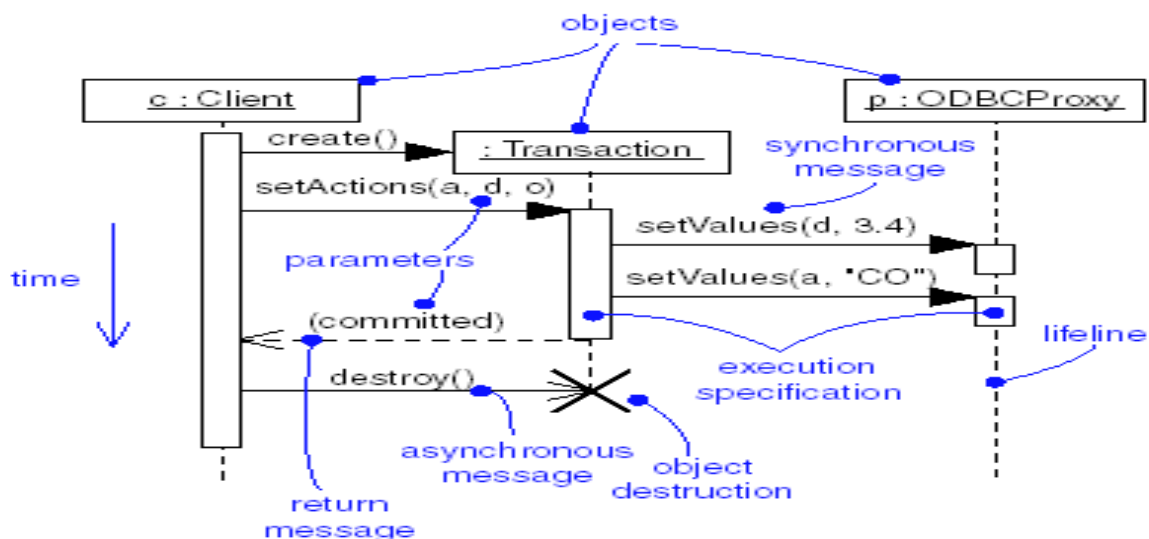 objects
c : Client
p : ODBCProxy
create()
: Transaction
synchronous
message
setActions(a, d, o)
setValues(d, 3.4)
parameters
time
setValues(a, "CO")
(committed)
lifeline
execution
specification
destroy()
asynchronous
message
object
destruction
return
message